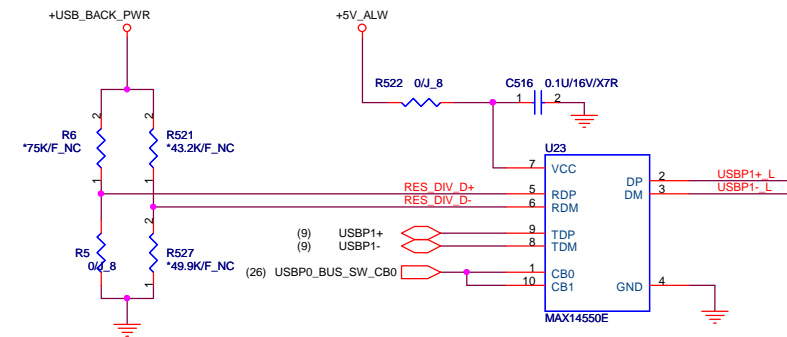 +USB_BACK_PWR
+5V_ALW
R522 0/J_8
C516 0.1U/16V/X7R
1 2
2 2
R6
*75K/F_NC
R521
*43.2K/F_NC
1 1
U23
7 VCC
DP 2 USBP1+_L
DM 3 USBP1-_L
RES_DIV_D+ 5 RDP
RES_DIV_D- 6 RDM
2
(9) USBP1+ 9 TDP
(9) USBP1- 8 TDM
R5
0/J_8
R527
*49.9K/F_NC
(26) USBP0_BUS_SW_CB0 1 CB0
10 CB1
GND 4
1
MAX14550E